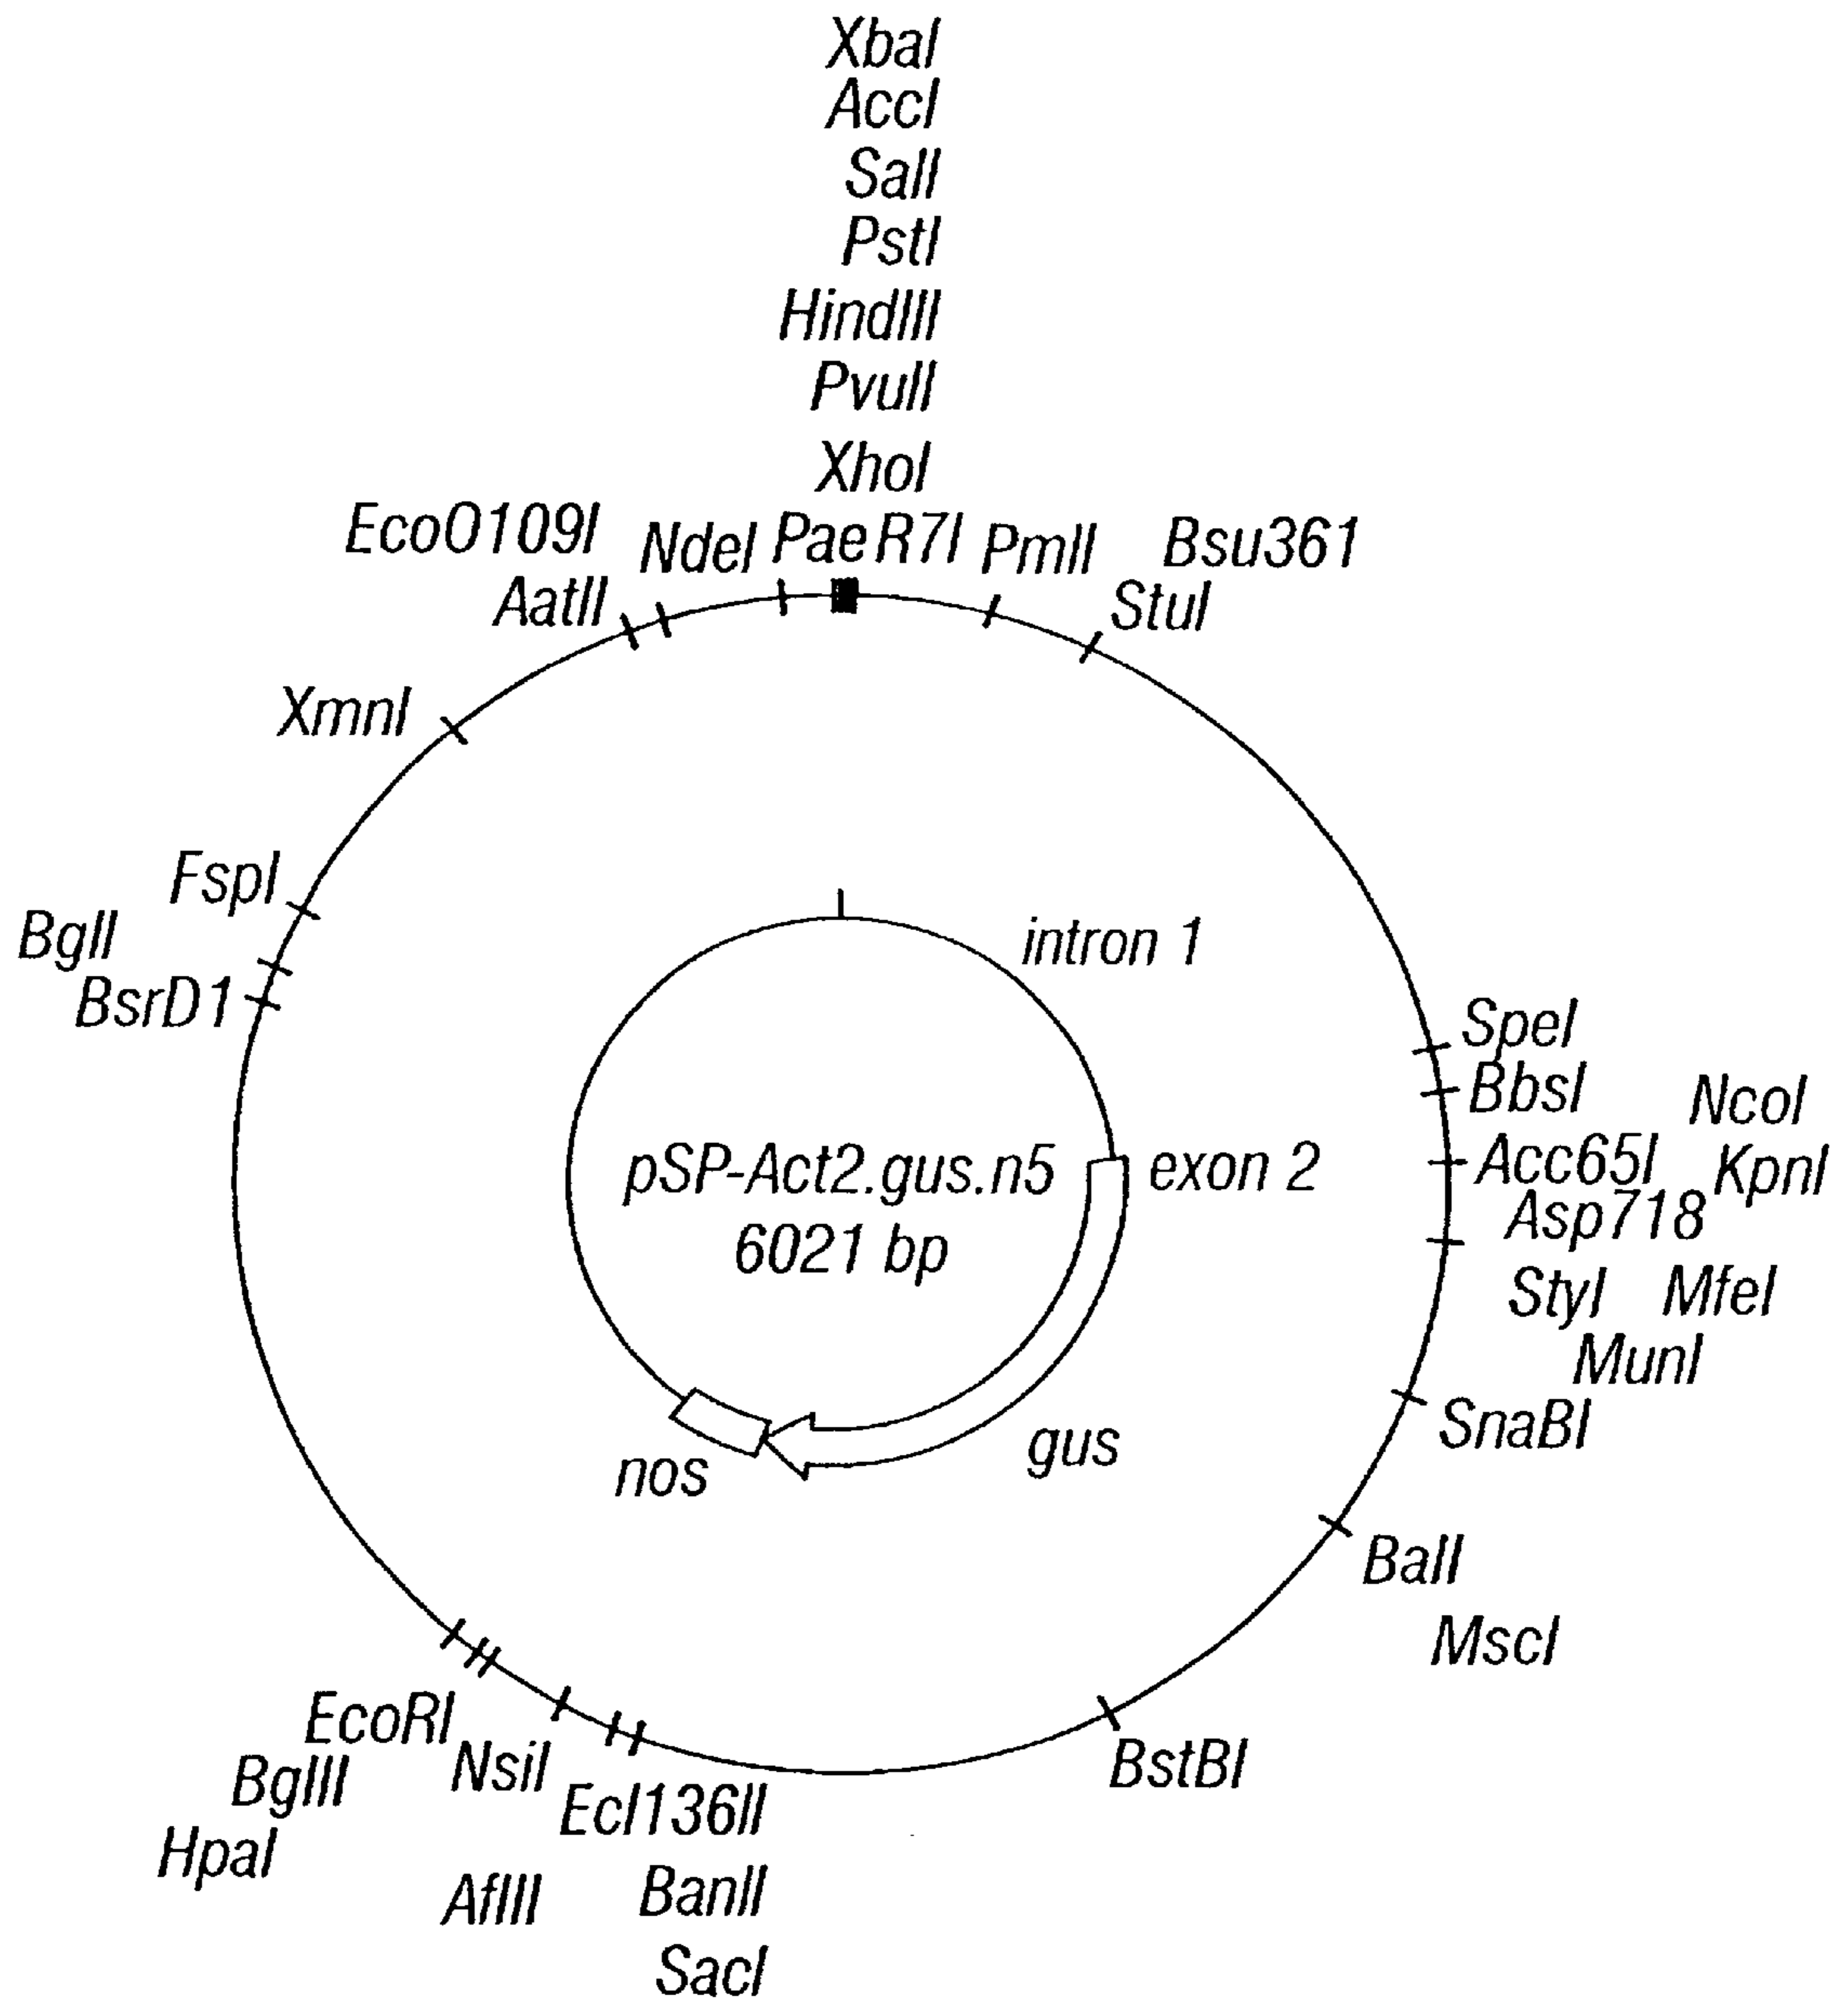 XbaI
AccI
SalI
PstI
HindIII
PvuII
XhoI
EcoO109I NdeI PaeR7I PmlI Bsu361
AatII StuI
XmnI
FspI
BglI
BsrD1
intron 1
SpeI
BbsI NcoI
pSP-Act2.gus.n5 exon 2 Acc65I KpnI
6021 bp Asp718
StyI MfeI
MunI
SnaBI
gus
nos
BalI
MscI
BstBI
EcoRI NsiI
BglII Ecl136II
HpaI
AflII BanII
SacI